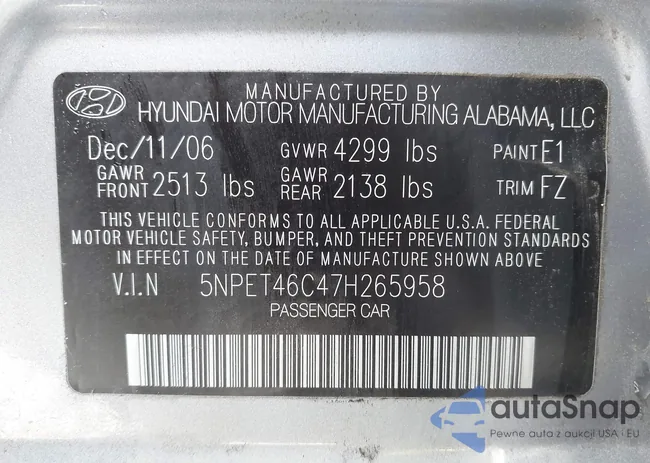 MANUFACTURED BY
HYUNDAI MOTOR MANUFACTURING ALABAMA, LLC
Dec/11/06 GVWR 4299 lbs PAINT E1
GAWR FRONT 2513 lbs GAWR REAR 2138 lbs TRIM FZ
THIS VEHICLE CONFORMS TO ALL APPLICABLE U.S.A. FEDERAL
MOTOR VEHICLE SAFETY, BUMPER, AND THEFT PREVENTION STANDARDS
IN EFFECT ON THE DATE OF MANUFACTURE SHOWN ABOVE.
V.I.N 5NPET46C47H265958
PASSENGER CAR
autaSnap
Pewne auta z aukcji USA i EU